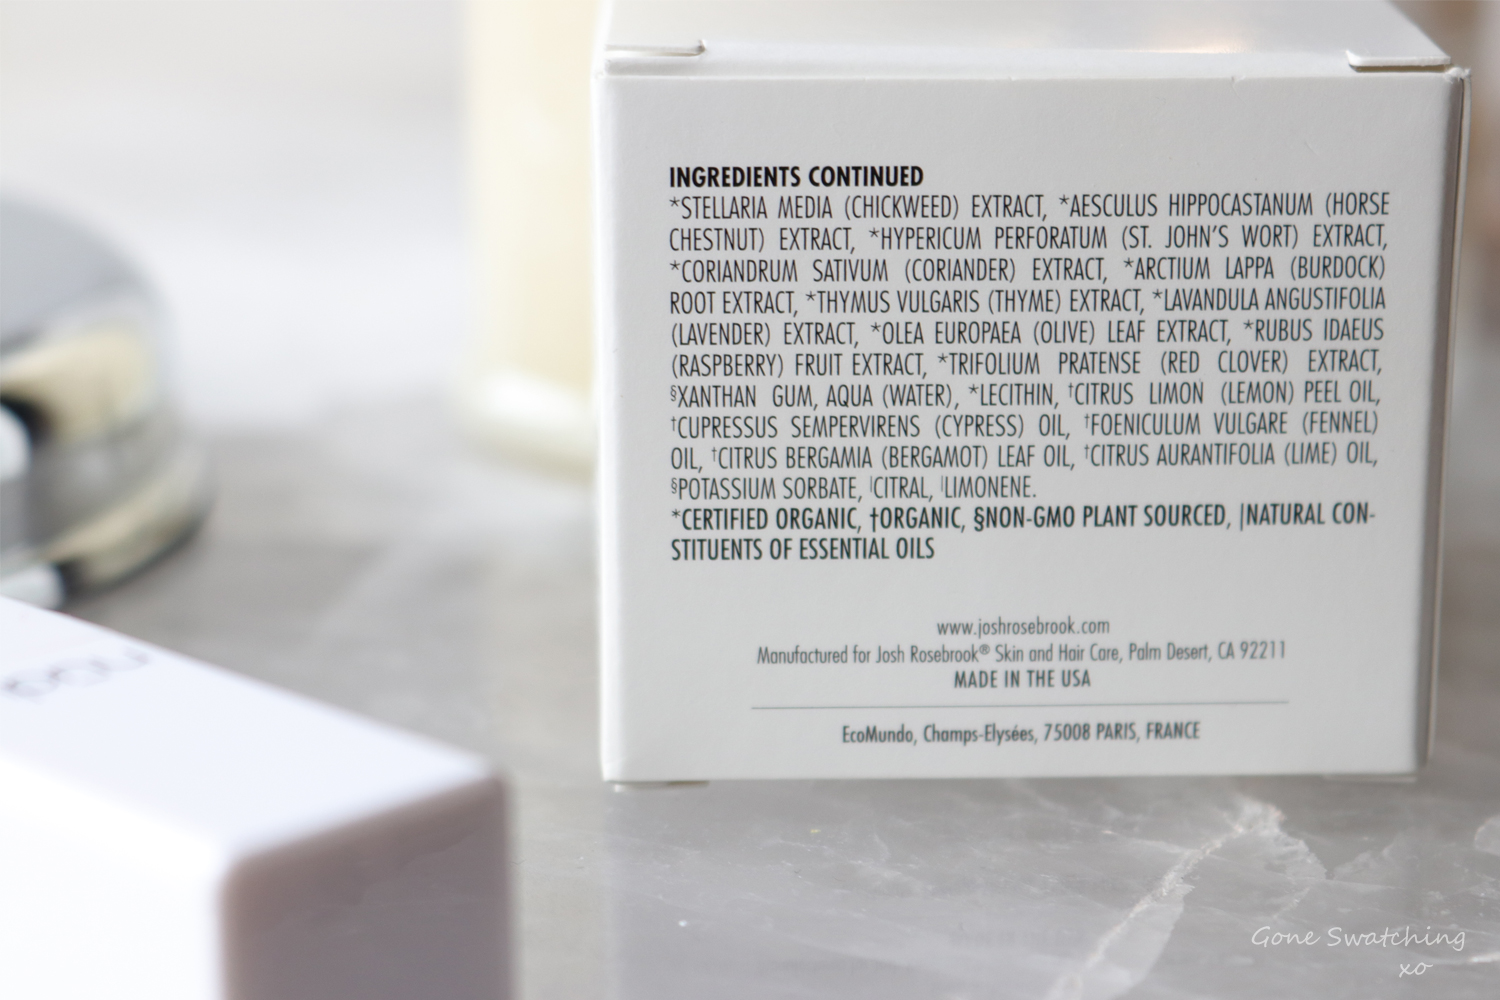 INGREDIENTS CONTINUED
*STELLARIA MEDIA (CHICKWEED) EXTRACT, *AESCULUS HIPPOCASTANUM (HORSE
CHESTNUT) EXTRACT, *HYPERICUM PERFORATUM (ST. JOHN'S WORT) EXTRACT,
*CORIANDRUM SATIVUM (CORIANDER) EXTRACT, *ARCTIUM LAPPA (BURDOCK)
ROOT EXTRACT, *THYMUS VULGARIS (THYME) EXTRACT, *LAVANDULA ANGUSTIFOLIA
(LAVENDER) EXTRACT, *OLEA EUROPAEA (OLIVE) LEAF EXTRACT, *RUBUS IDAEUS
(RASPBERRY) FRUIT EXTRACT, *TRIFOLIUM PRATENSE (RED CLOVER) EXTRACT,
§XANTHAN GUM, AQUA (WATER), *LECITHIN, †CITRUS LIMON (LEMON) PEEL OIL,
†CUPRESSUS SEMPERVIRENS (CYPRESS) OIL, †FOENICULUM VULGARE (FENNEL)
OIL, †CITRUS BERGAMIA (BERGAMOT) LEAF OIL, †CITRUS AURANTIFOLIA (LIME) OIL,
§POTASSIUM SORBATE, |CITRAL, |LIMONENE.
*CERTIFIED ORGANIC, †ORGANIC, §NON-GMO PLANT SOURCED, |NATURAL CON-
STITUENTS OF ESSENTIAL OILS
www.joshrosebrook.com
Manufactured for Josh Rosebrook® Skin and Hair Care, Palm Desert, CA 92211
MADE IN THE USA
EcoMundo, Champs-Elysées, 75008 PARIS, FRANCE
Gone Swatching
xo